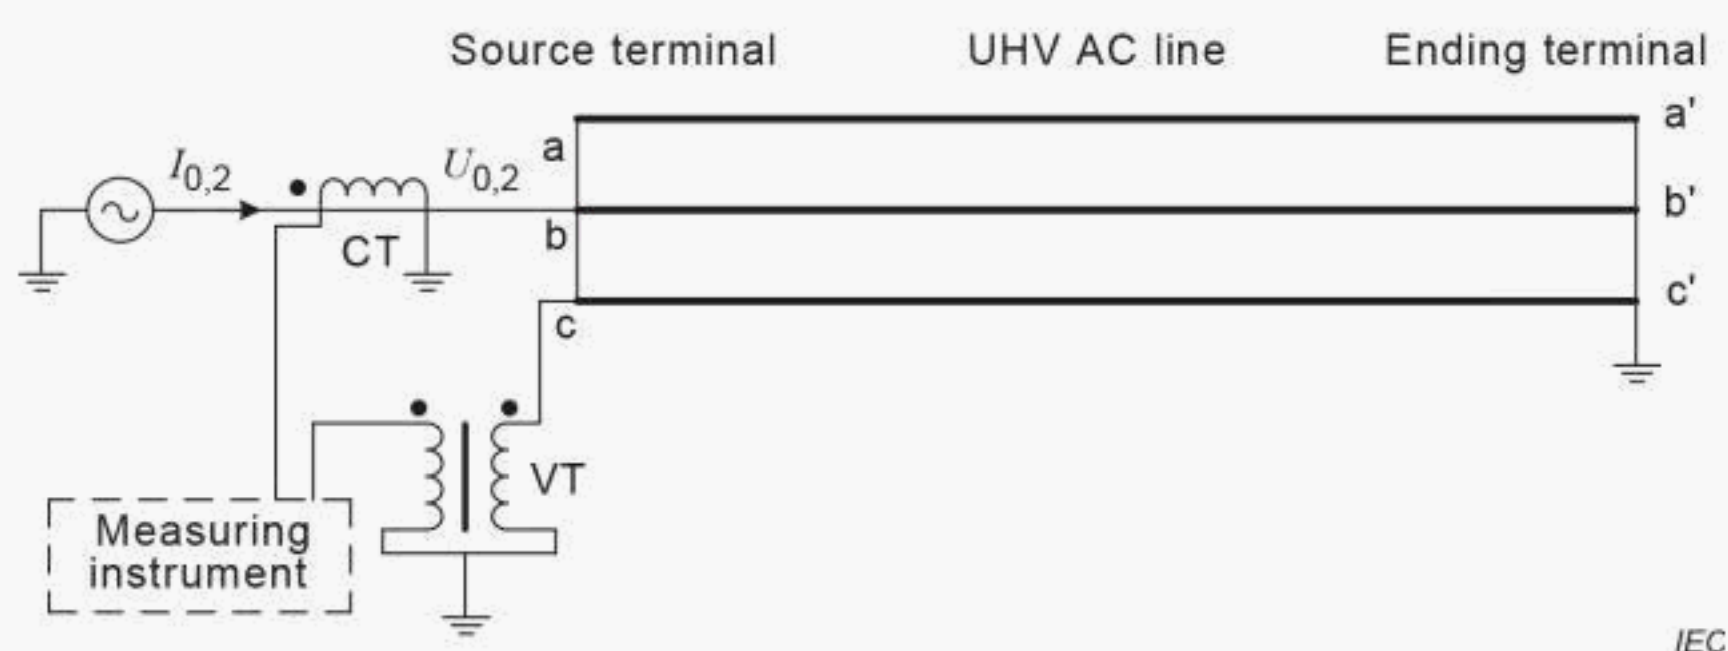 Source terminal UHV AC line Ending terminal
a'
a
I0,2 U0,2
b'
b
CT
c'
c
VT
Measuring
instrument
IEC